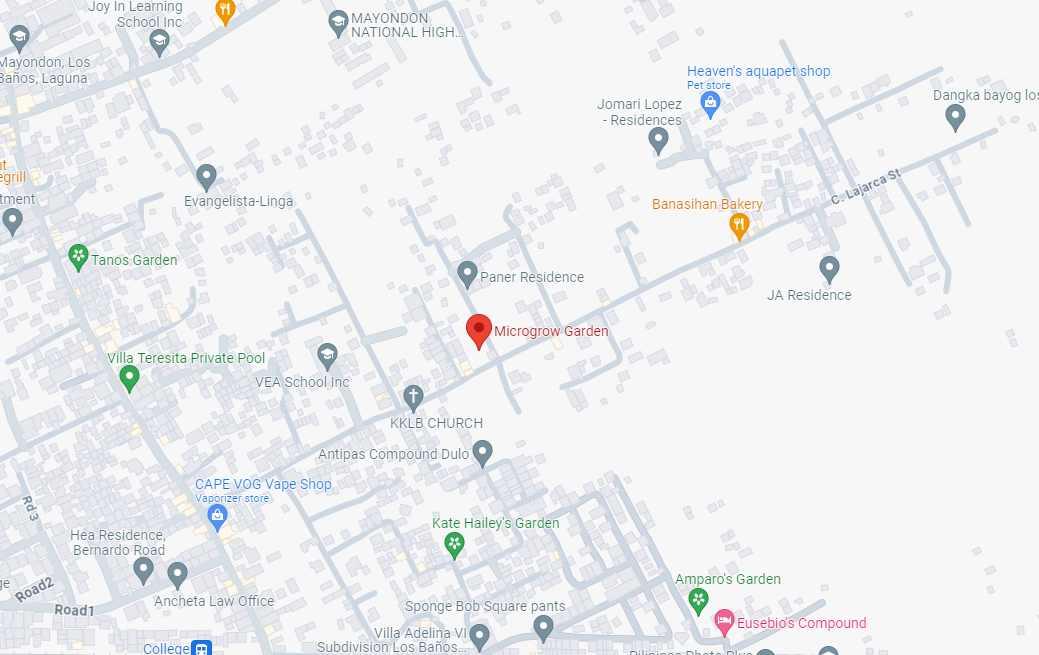 Joy In Learning
School Inc
MAYONDON
NATIONAL HIGH...
Mayondon, Los
Baños, Laguna
Heaven's aquapet shop
Pet store
Dangka bayog los
Jomari Lopez
- Residences
egrill
tment
Evangelista-Linga
C. Lajarca St
Banasihan Bakery
Tanos Garden
Paner Residence
JA Residence
Microgrow Garden
Villa Teresita Private Pool
VEA School Inc
KKLB CHURCH
Antipas Compound Dulo
CAPE VOG Vape Shop
Vaporizer store
Rd 3
Kate Hailey's Garden
Hea Residence,
Bernardo Road
Road2
Road1
Ancheta Law Office
Amparo's Garden
Sponge Bob Square pants
Eusebio's Compound
Villa Adelina VI
Subdivision Los Baños...
College